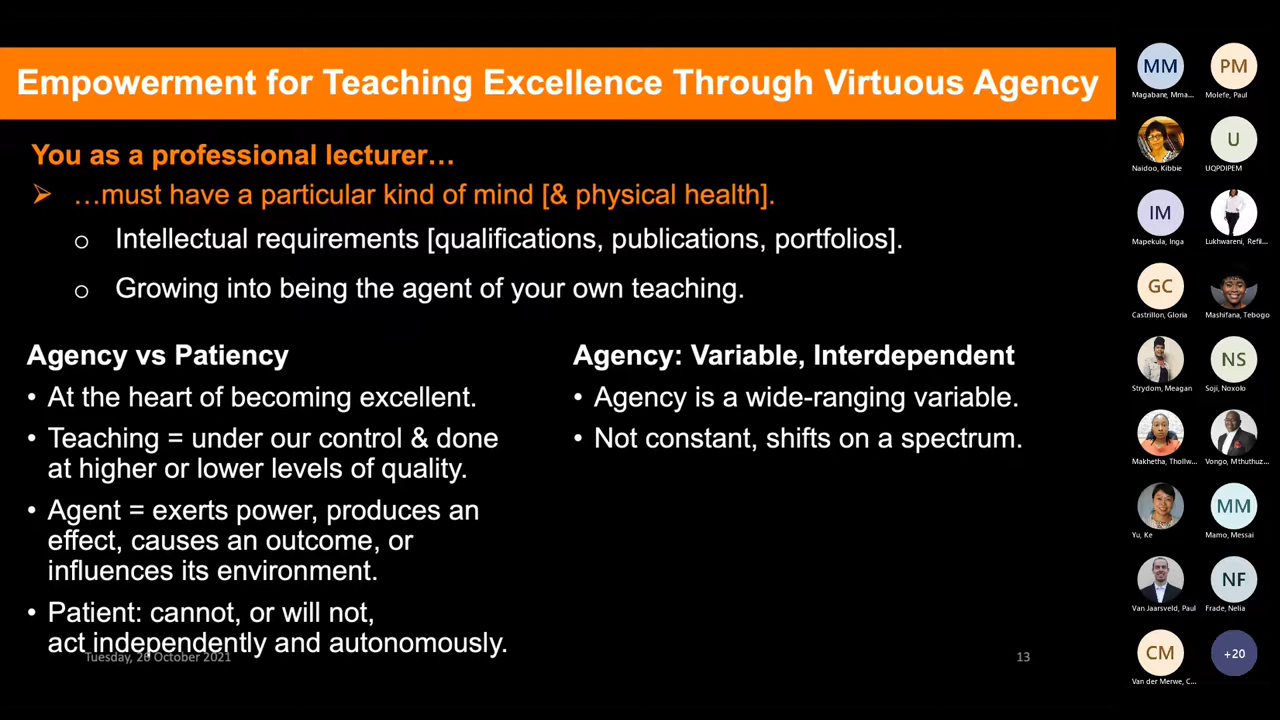 Empowerment for Teaching Excellence Through Virtuous Agency
You as a professional lecturer…
➢ …must have a particular kind of mind [& physical health].
o Intellectual requirements [qualifications, publications, portfolios].
o Growing into being the agent of your own teaching.
Agency vs Patiency
• At the heart of becoming excellent.
• Teaching = under our control & done
at higher or lower levels of quality.
• Agent = exerts power, produces an
effect, causes an outcome, or
influences its environment.
• Patient: cannot, or will not,
act independently and autonomously.
Agency: Variable, Interdependent
• Agency is a wide-ranging variable.
• Not constant, shifts on a spectrum.
Tuesday, 26 October 2021
13
MM
Magabane, Mma...
PM
Molefe, Paul
Naidoo, Kibbie
U
UQPDIPEM
IM
Mapekula, Inga
Lukhwareni, Refil...
GC
Castrillon, Gloria
Mashifana, Tebogo
Strydom, Meagan
NS
Soji, Noxolo
Makhetha, Thollw...
Vongo, Mthuthuz...
Yu, Ke
MM
Mamo, Messai
Van Jaarsveld, Paul
NF
Frade, Nelia
CM
Van der Merwe, C...
+20